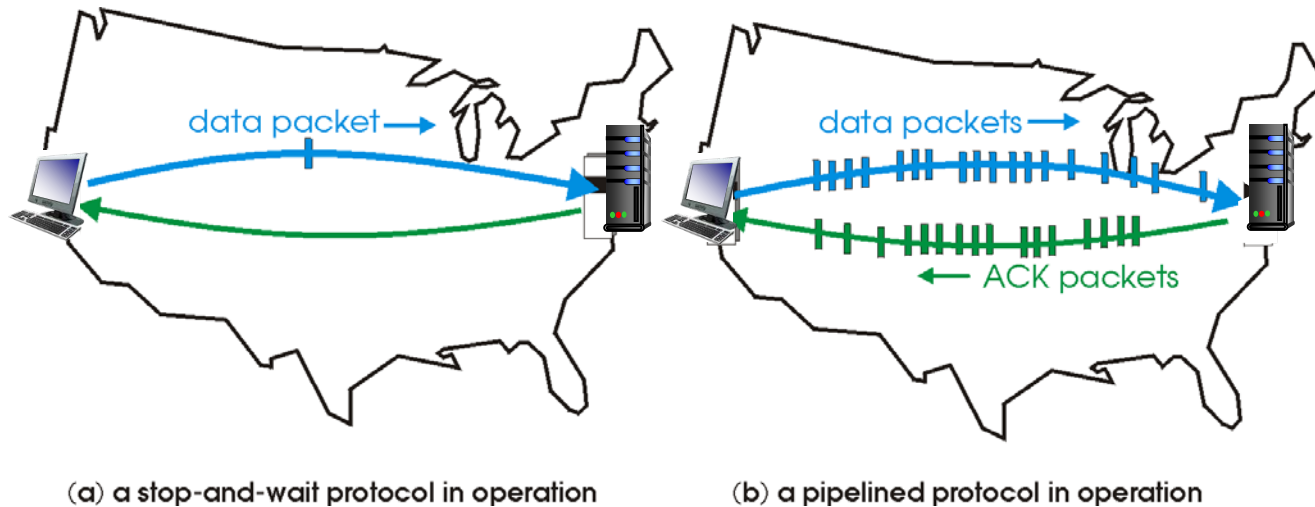 data packet
data packets
ACK packets
(a) a stop-and-wait protocol in operation
(b) a pipelined protocol in operation